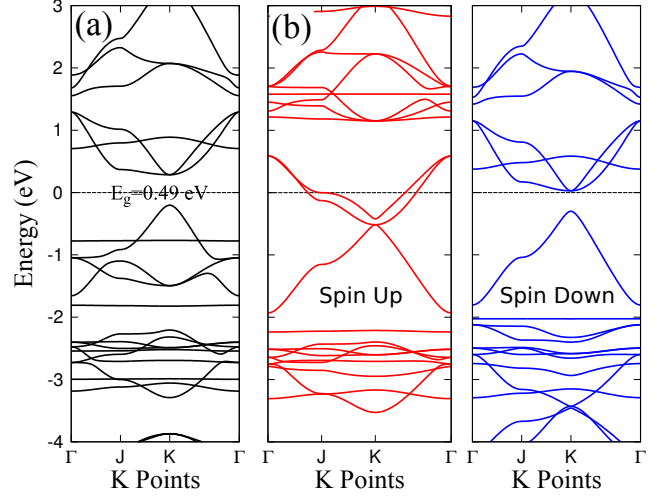 (a)
(b)
3
2
1
0
-1
-2
-3
-4
Energy (eV)
E_g=0.49 eV
Spin Up
Spin Down
Γ J K Γ Γ J K Γ Γ J K Γ
K Points K Points K Points